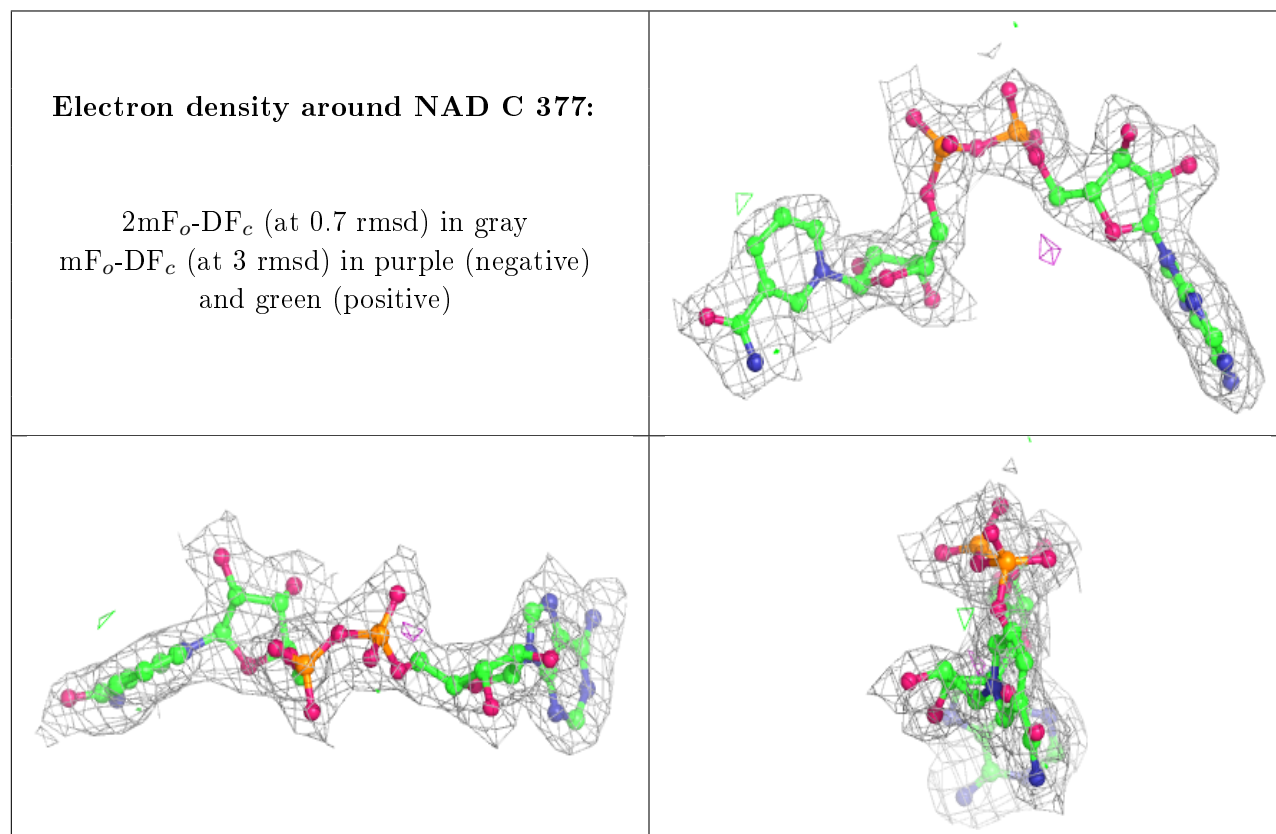 Electron density around NAD C 377:
2mFo-DFc (at 0.7 rmsd) in gray
mFo-DFc (at 3 rmsd) in purple (negative)
and green (positive)